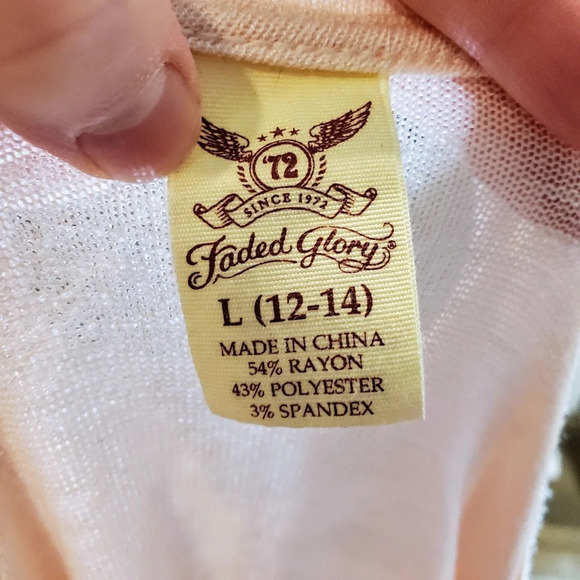 '72
SINCE 1972
Faded Glory®
L (12-14)
MADE IN CHINA
54% RAYON
43% POLYESTER
3% SPANDEX